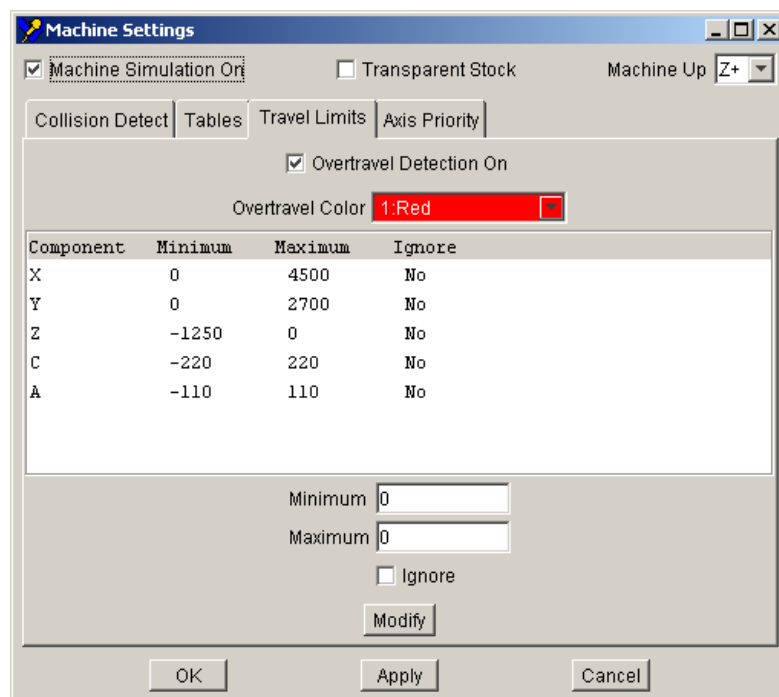 Machine Settings
Machine Simulation On Transparent Stock Machine Up Z+
Collision Detect Tables Travel Limits Axis Priority
Overtravel Detection On
Overtravel Color 1:Red
Component Minimum Maximum Ignore
X 0 4500 No
Y 0 2700 No
Z -1250 0 No
C -220 220 No
A -110 110 No
Minimum 0
Maximum 0
Ignore
Modify
OK Apply Cancel